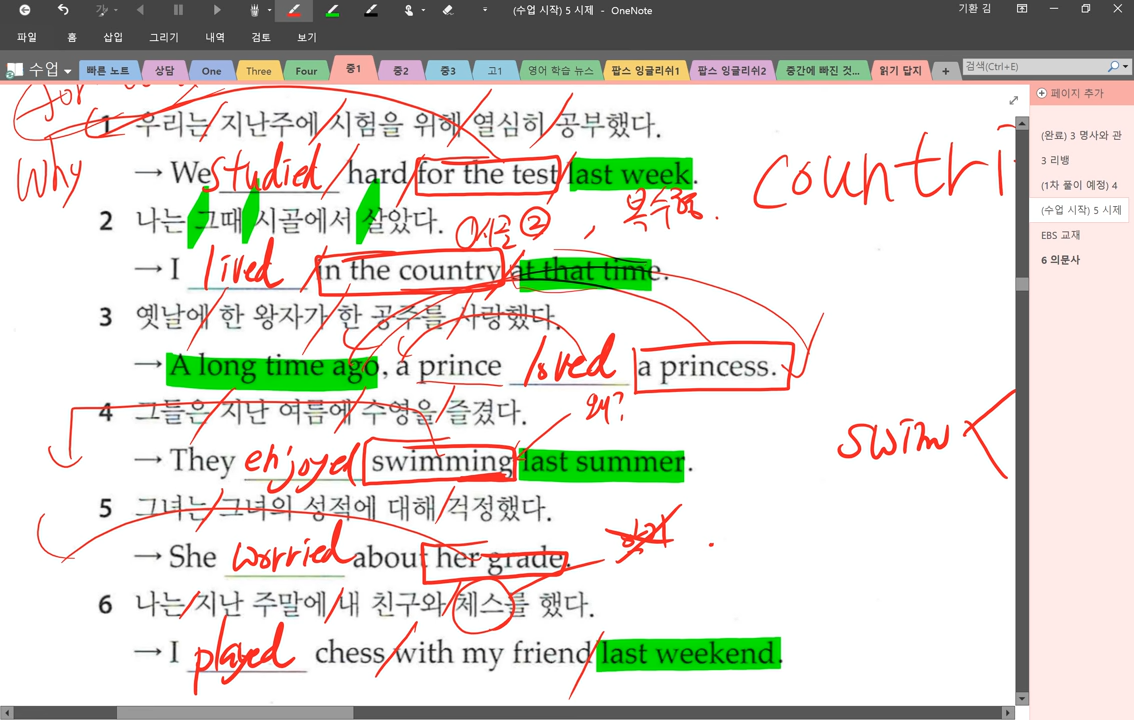 (수업 시작) 5 시제 - OneNote
기환 김
파일 홈 삽입 그리기 내역 검토 보기
수업 빠른 노트 상담 One Three Four 중1 중2 중3 고1 영어 학습 뉴스 팝스 잉글리쉬1 팝스 잉글리쉬2 중간에 빠진 것... 읽기 답지 + 검색(Ctrl+E)
페이지 추가
(완료) 3 명사와 관
3 리뱅
(1차 풀이 예정) 4
(수업 시작) 5 시제
EBS 교재
6 의문사
for
1 우리는 지난주에 시험을 위해 열심히 공부했다.
Why
→ We studied hard for the test last week.
countri
2 나는 그때 시골에서 살았다.
②
→ I lived in the country at that time.
3 옛날에 한 왕자가 한 공주를 사랑했다.
→ A long time ago, a prince loved a princess.
4 그들은 지난 여름에 수영을 즐겼다.
swim
→ They enjoyed swimming last summer.
5 그녀는 그녀의 성적에 대해 걱정했다.
→ She worried about her grade.
6 나는 지난 주말에 내 친구와 체스를 했다.
→ I played chess with my friend last weekend.